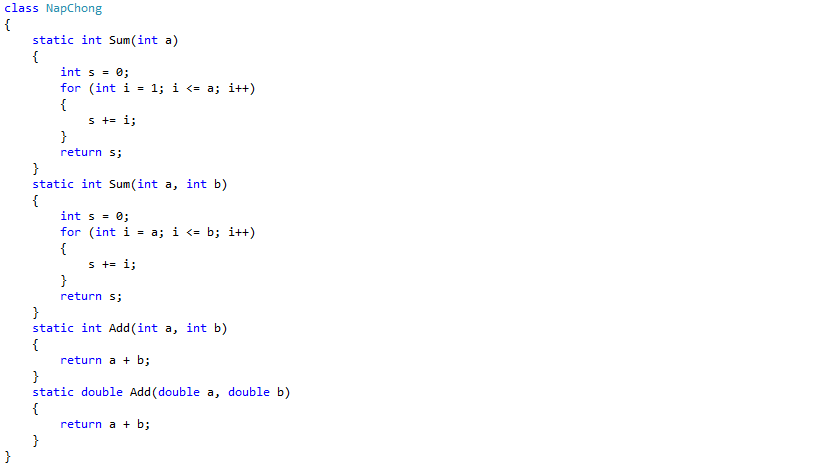 class NapChong
{
    static int Sum(int a)
    {
        int s = 0;
        for (int i = 1; i <= a; i++)
        {
            s += i;
        }
        return s;
    }
    static int Sum(int a, int b)
    {
        int s = 0;
        for (int i = a; i <= b; i++)
        {
            s += i;
        }
        return s;
    }
    static int Add(int a, int b)
    {
        return a + b;
    }
    static double Add(double a, double b)
    {
        return a + b;
    }
}